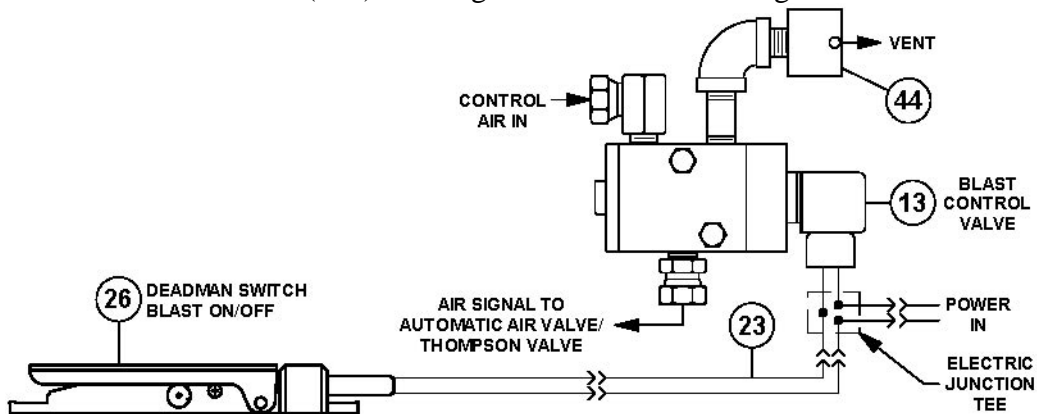 VENT
44
CONTROL
AIR IN
13
BLAST
CONTROL
VALVE
26
DEADMAN SWITCH
BLAST ON/OFF
AIR SIGNAL TO
AUTOMATIC AIR VALVE/
THOMPSON VALVE
23
POWER
IN
ELECTRIC
JUNCTION
TEE